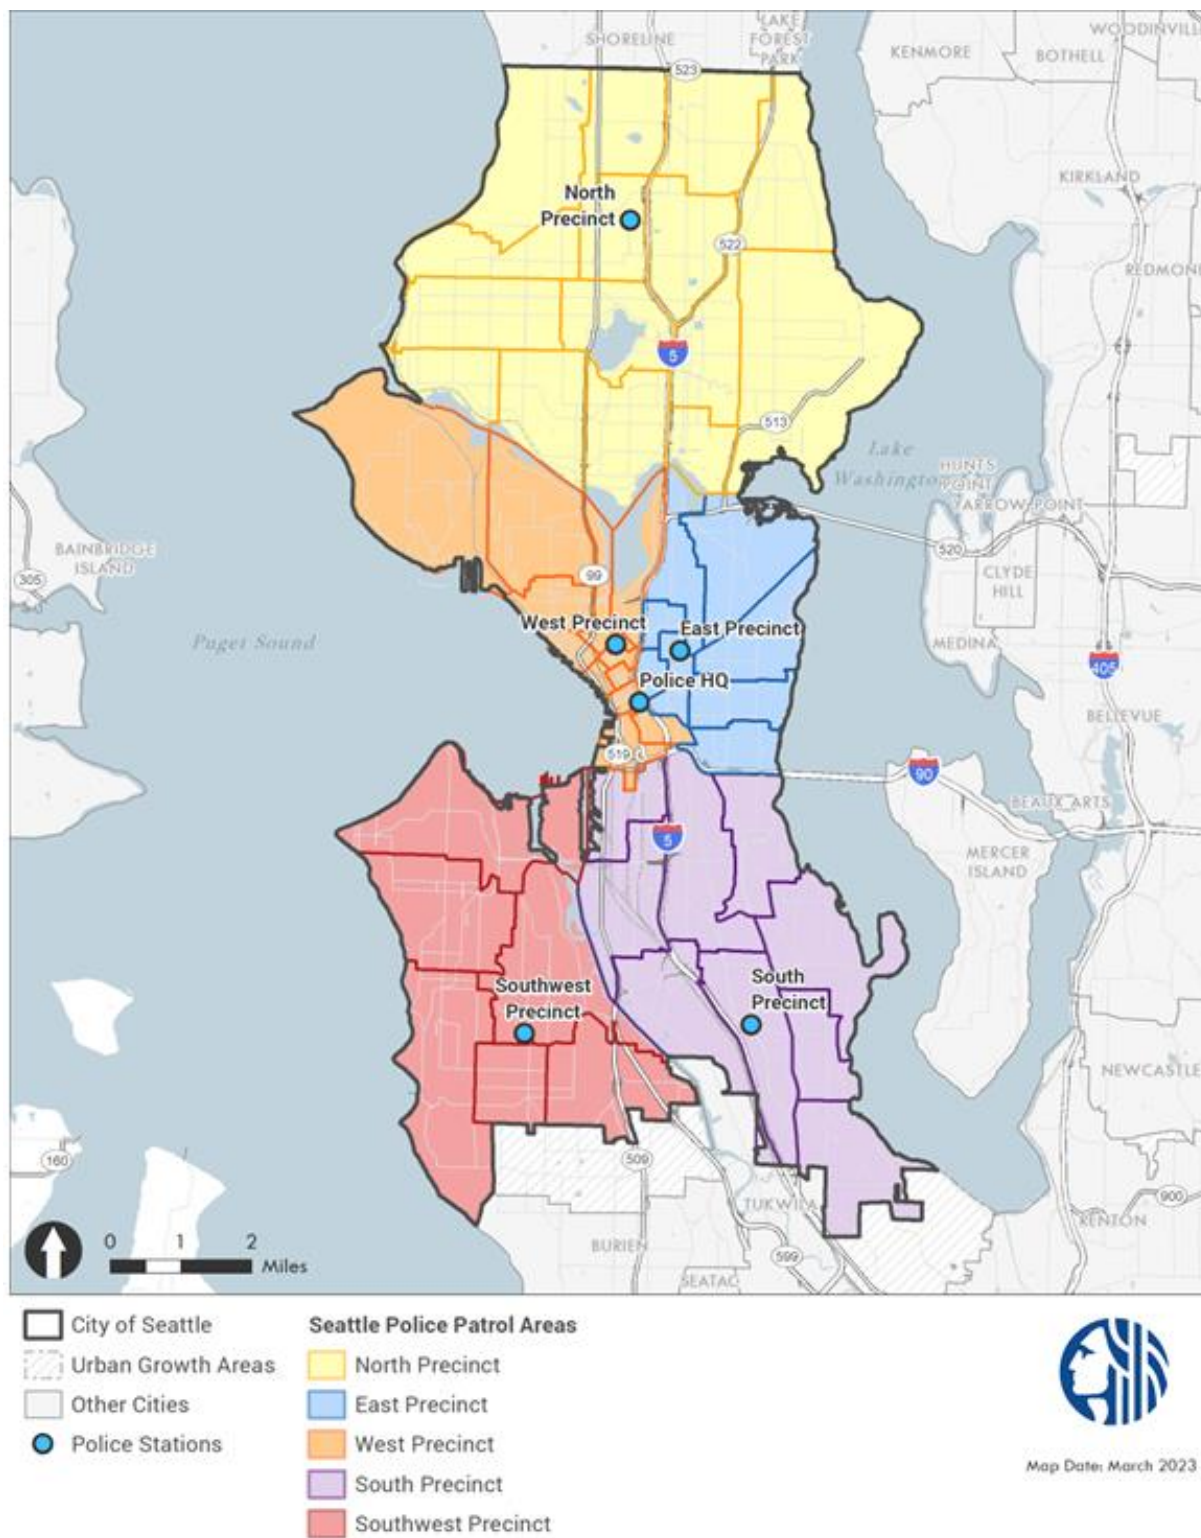 SHORELINE
LAKE
FOREST
PARK
KENMORE
BOTHELL
WOODINVILLE
523
KIRKLAND
North
Precinct
522
REDMOND
5
513
Lake
Washington
HUNTS
POINT
YARROW POINT
520
BAINBRIDGE
ISLAND
305
99
CLYDE
HILL
West Precinct
East Precinct
Puget Sound
MEDINA
405
Police HQ
BELLEVUE
519
90
BEAUX ARTS
5
MERCER
ISLAND
Southwest
Precinct
South
Precinct
NEWCASTLE
160
509
TUKWILA
900
RENTON
BURIEN
599
SEATAC
0 1 2
Miles
City of Seattle
Urban Growth Areas
Other Cities
Police Stations
Seattle Police Patrol Areas
North Precinct
East Precinct
West Precinct
South Precinct
Southwest Precinct
Map Date: March 2023